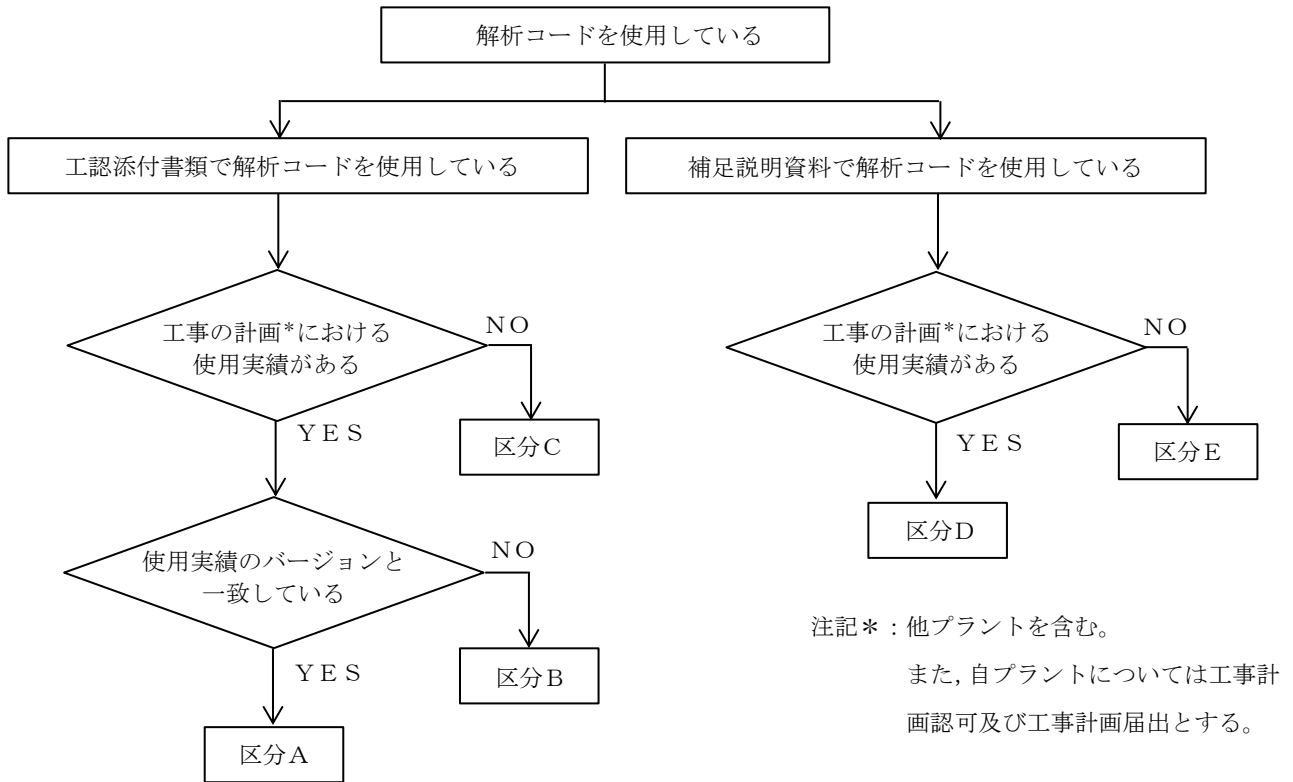 解析コードを使用している
工認添付書類で解析コードを使用している
補足説明資料で解析コードを使用している
工事の計画*における
使用実績がある
NO
区分C
YES
使用実績のバージョンと
一致している
NO
区分B
YES
区分A
工事の計画*における
使用実績がある
NO
区分E
YES
区分D
注記*:他プラントを含む。
また,自プラントについては工事計
画認可及び工事計画届出とする。